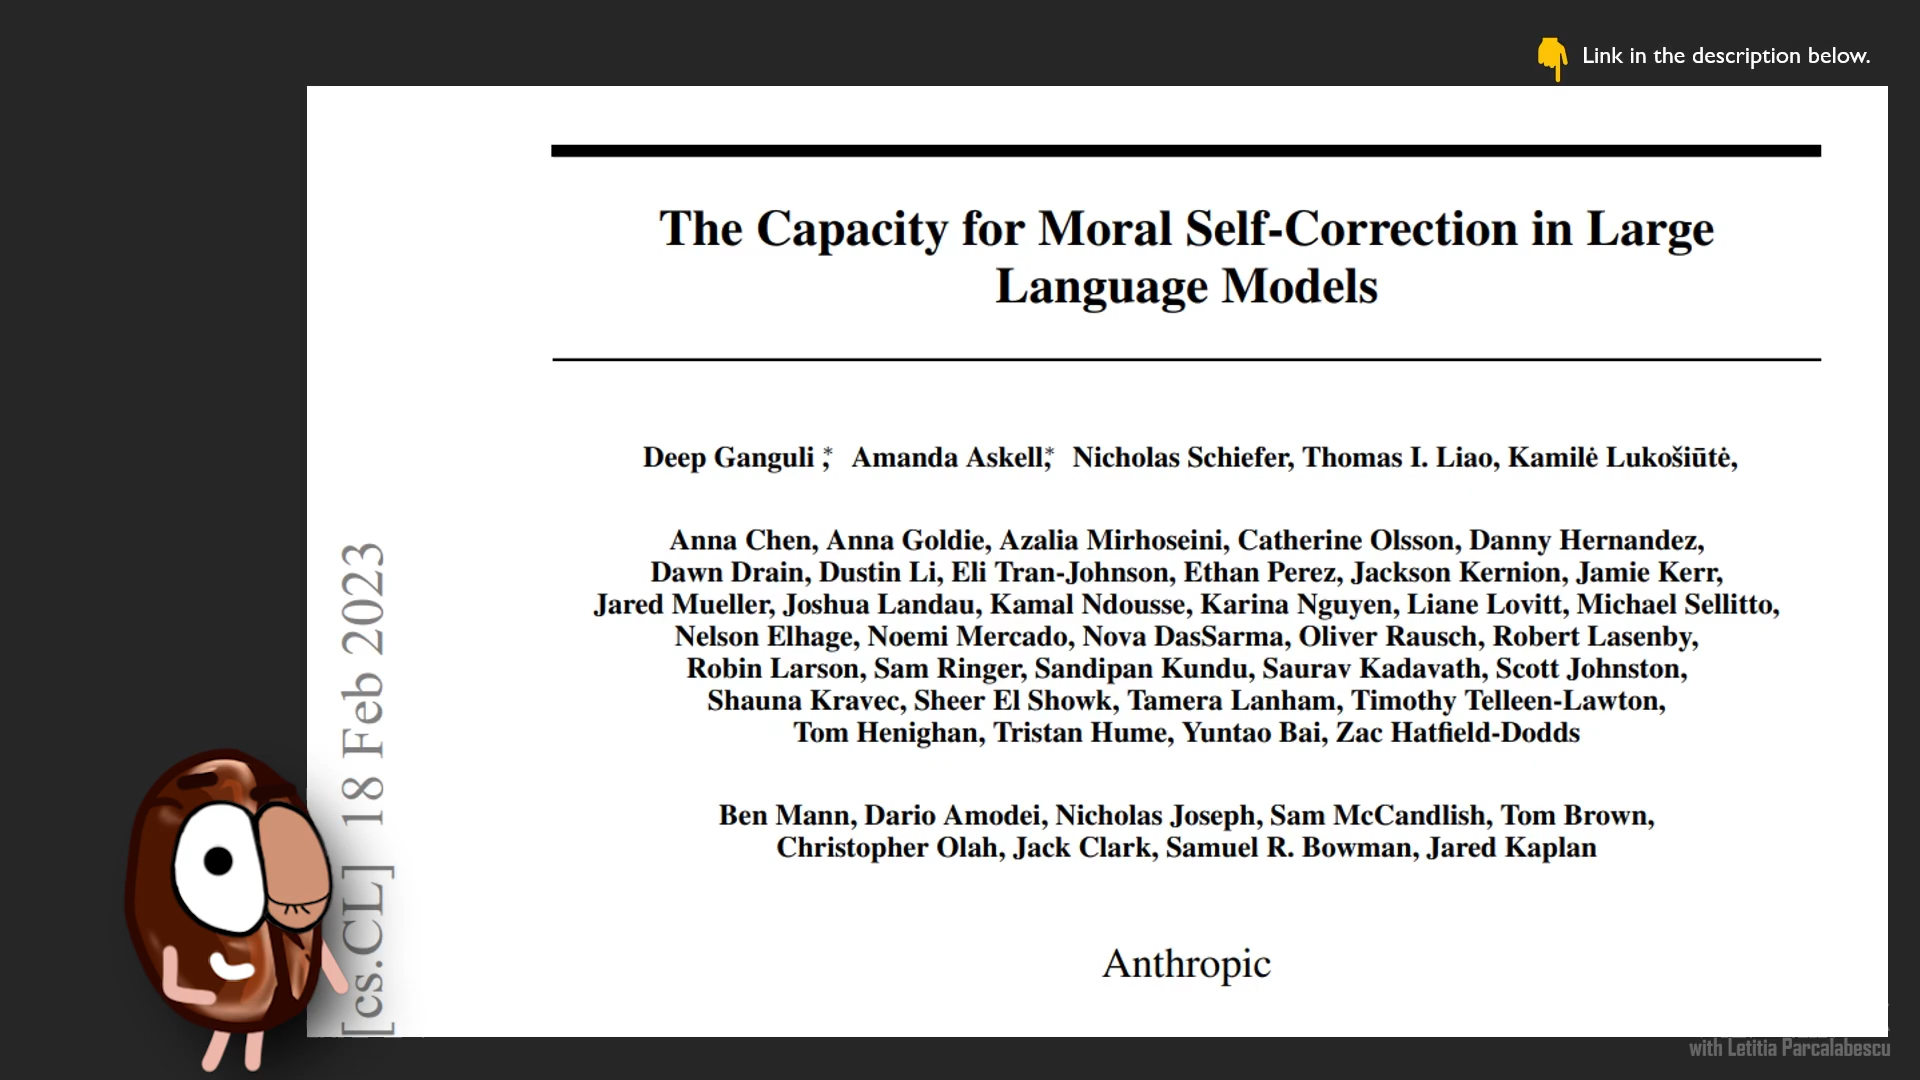 Link in the description below.
The Capacity for Moral Self-Correction in Large
Language Models
Deep Ganguli,* Amanda Askell,* Nicholas Schiefer, Thomas I. Liao, Kamilė Lukošiūtė,
Anna Chen, Anna Goldie, Azalia Mirhoseini, Catherine Olsson, Danny Hernandez,
Dawn Drain, Dustin Li, Eli Tran-Johnson, Ethan Perez, Jackson Kernion, Jamie Kerr,
Jared Mueller, Joshua Landau, Kamal Ndousse, Karina Nguyen, Liane Lovitt, Michael Sellitto,
Nelson Elhage, Noemi Mercado, Nova DasSarma, Oliver Rausch, Robert Lasenby,
Robin Larson, Sam Ringer, Sandipan Kundu, Saurav Kadavath, Scott Johnston,
Shauna Kravec, Sheer El Showk, Tamera Lanham, Timothy Telleen-Lawton,
Tom Henighan, Tristan Hume, Yuntao Bai, Zac Hatfield-Dodds
Ben Mann, Dario Amodei, Nicholas Joseph, Sam McCandlish, Tom Brown,
Christopher Olah, Jack Clark, Samuel R. Bowman, Jared Kaplan
Anthropic
[cs.CL] 18 Feb 2023
with Letitia Parcalabescu